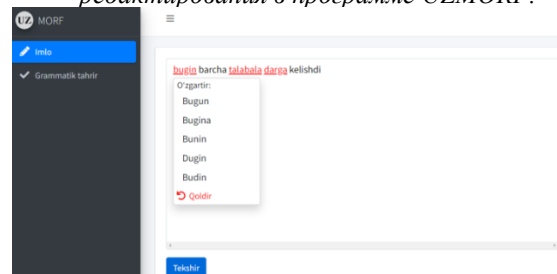 редактирования в программе UZMORF.
UZ MORF
Imlo
Grammatik tahrir
bugin barcha talabala darga kelishdi
O'zgartir:
Bugun
Bugina
Bunin
Dugin
Budin
Qoldir
Tekshir